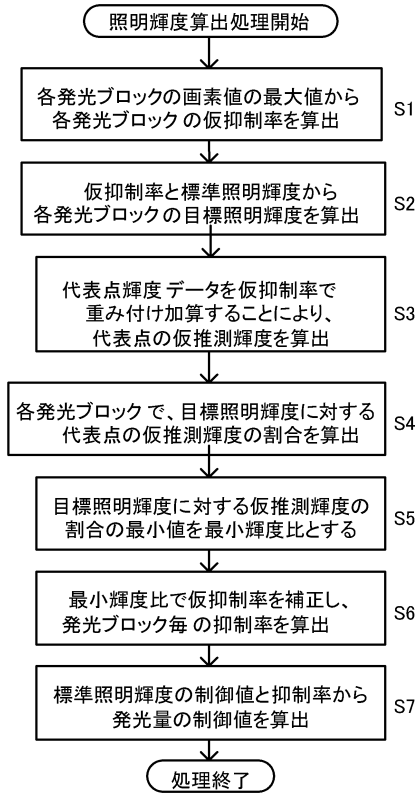 照明輝度算出処理開始
各発光ブロックの画素値の最大値から
各発光ブロックの仮抑制率を算出
S1
仮抑制率と標準照明輝度から
各発光ブロックの目標照明輝度を算出
S2
代表点輝度データを仮抑制率で
重み付け加算することにより、
代表点の仮推測輝度を算出
S3
各発光ブロックで、目標照明輝度に対する
代表点の仮推測輝度の割合を算出
S4
目標照明輝度に対する仮推測輝度の
割合の最小値を最小輝度比とする
S5
最小輝度比で仮抑制率を補正し、
発光ブロック毎の抑制率を算出
S6
標準照明輝度の制御値と抑制率から
発光量の制御値を算出
S7
処理終了